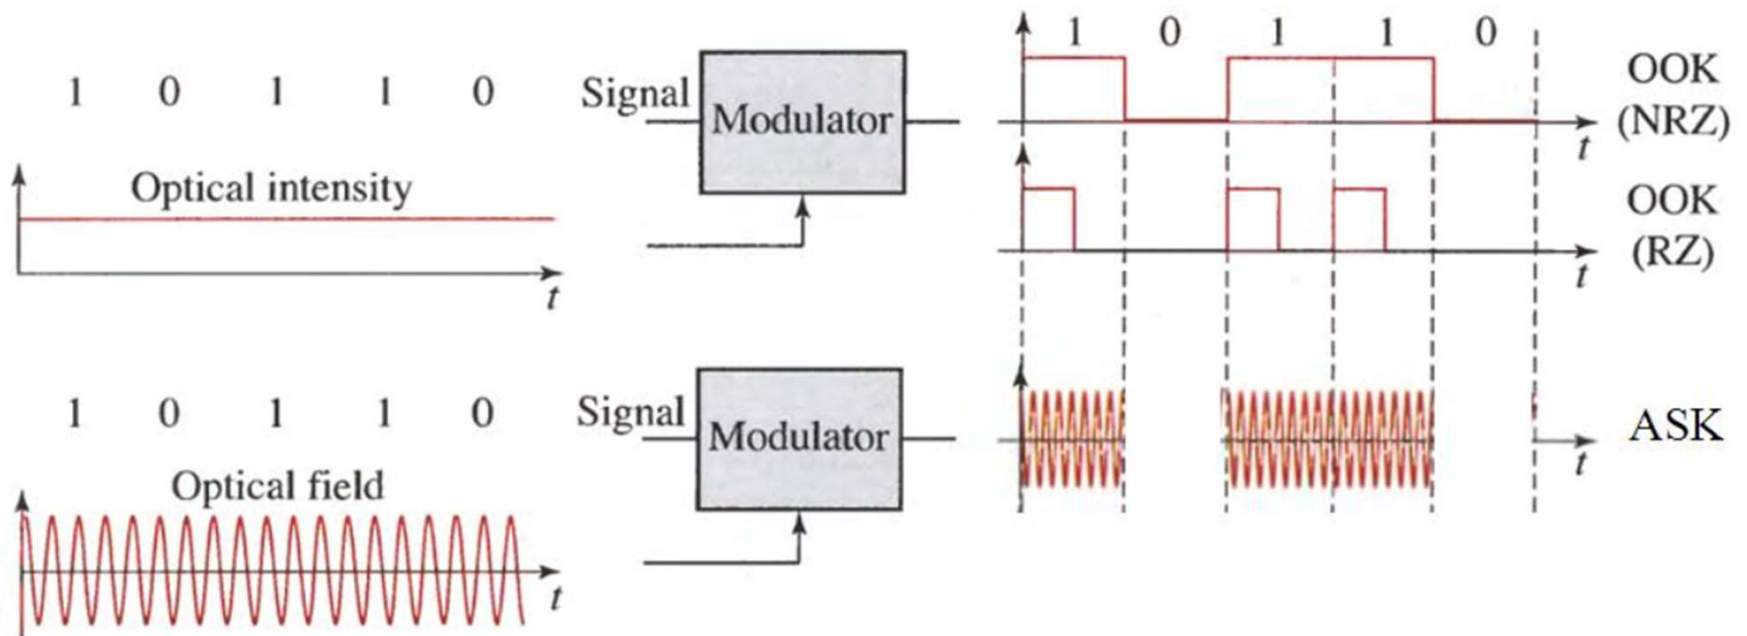 1 0 1 1 0
Optical intensity
t
Signal
Modulator
1 0 1 1 0
OOK
(NRZ)
t
OOK
(RZ)
t
1 0 1 1 0
Optical field
t
Signal
Modulator
ASK
t